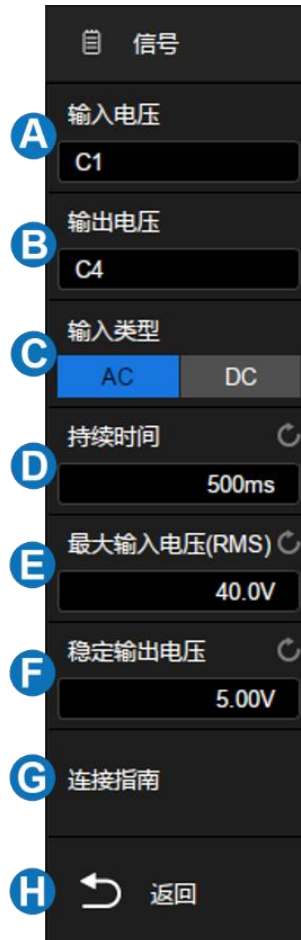 信号
A
输入电压
C1
B
输出电压
C4
C
输入类型
AC DC
D
持续时间
500ms
E
最大输入电压(RMS)
40.0V
F
稳定输出电压
5.00V
G
连接指南
H
返回